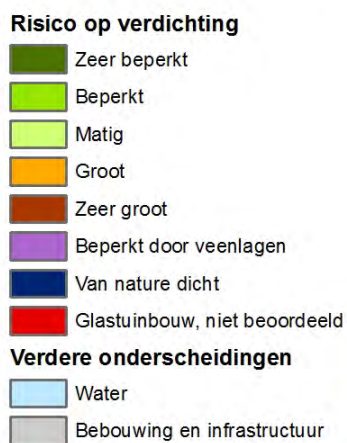 Risico op verdichting
Zeer beperkt
Beperkt
Matig
Groot
Zeer groot
Beperkt door veenlagen
Van nature dicht
Glastuinbouw, niet beoordeeld
Verdere onderscheidingen
Water
Bebouwing en infrastructuur